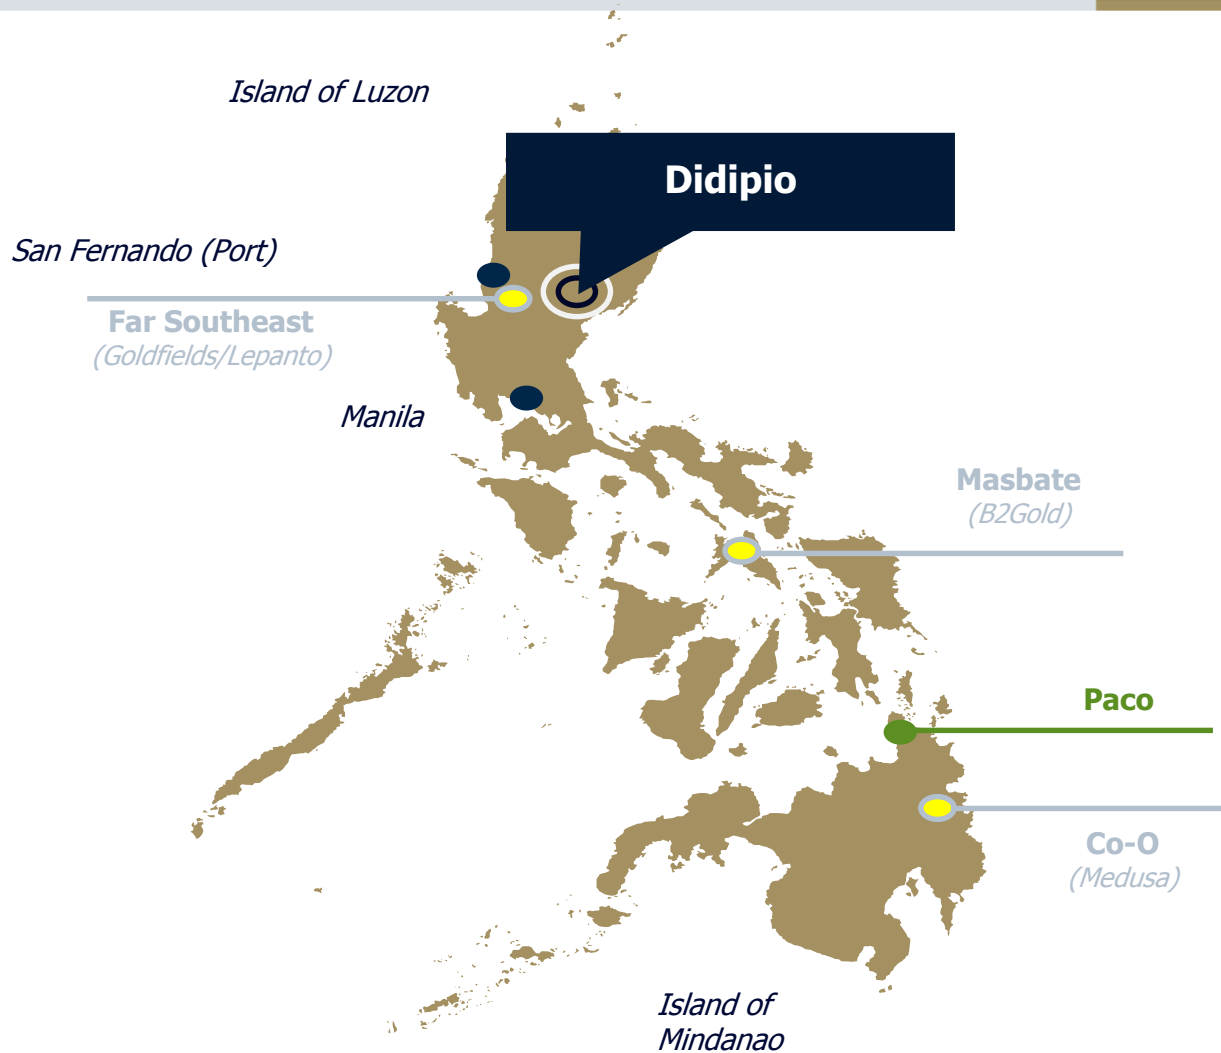 Island of Luzon
Didipio
San Fernando (Port)
Far Southeast
(Goldfields/Lepanto)
Manila
Masbate
(B2Gold)
Paco
Co-O
(Medusa)
Island of
Mindanao